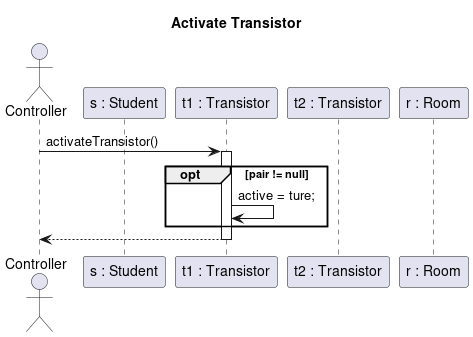 Activate Transistor
Controller
s : Student
t1 : Transistor
t2 : Transistor
r : Room
activateTransistor()
opt
[pair != null]
active = ture;
Controller
s : Student
t1 : Transistor
t2 : Transistor
r : Room